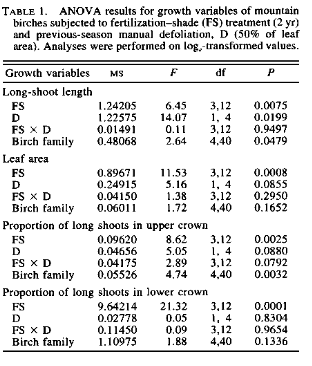 TABLE 1. ANOVA results for growth variables of mountain
birches subjected to fertilization–shade (FS) treatment (2 yr)
and previous-season manual defoliation, D (50% of leaf
area). Analyses were performed on logₑ-transformed values.
Growth variables MS F df P
Long-shoot length
FS 1.24205 6.45 3,12 0.0075
D 1.22575 14.07 1, 4 0.0199
FS × D 0.01491 0.11 3,12 0.9497
Birch family 0.48068 2.64 4,40 0.0479
Leaf area
FS 0.89671 11.53 3,12 0.0008
D 0.24915 5.16 1, 4 0.0855
FS × D 0.04150 1.38 3,12 0.2950
Birch family 0.06011 1.72 4,40 0.1652
Proportion of long shoots in upper crown
FS 0.09620 8.62 3,12 0.0025
D 0.04656 5.05 1, 4 0.0880
FS × D 0.04175 2.89 3,12 0.0792
Birch family 0.05526 4.74 4,40 0.0032
Proportion of long shoots in lower crown
FS 9.64214 21.32 3,12 0.0001
D 0.02778 0.05 1, 4 0.8304
FS × D 0.11450 0.09 3,12 0.9654
Birch family 1.10975 1.88 4,40 0.1336